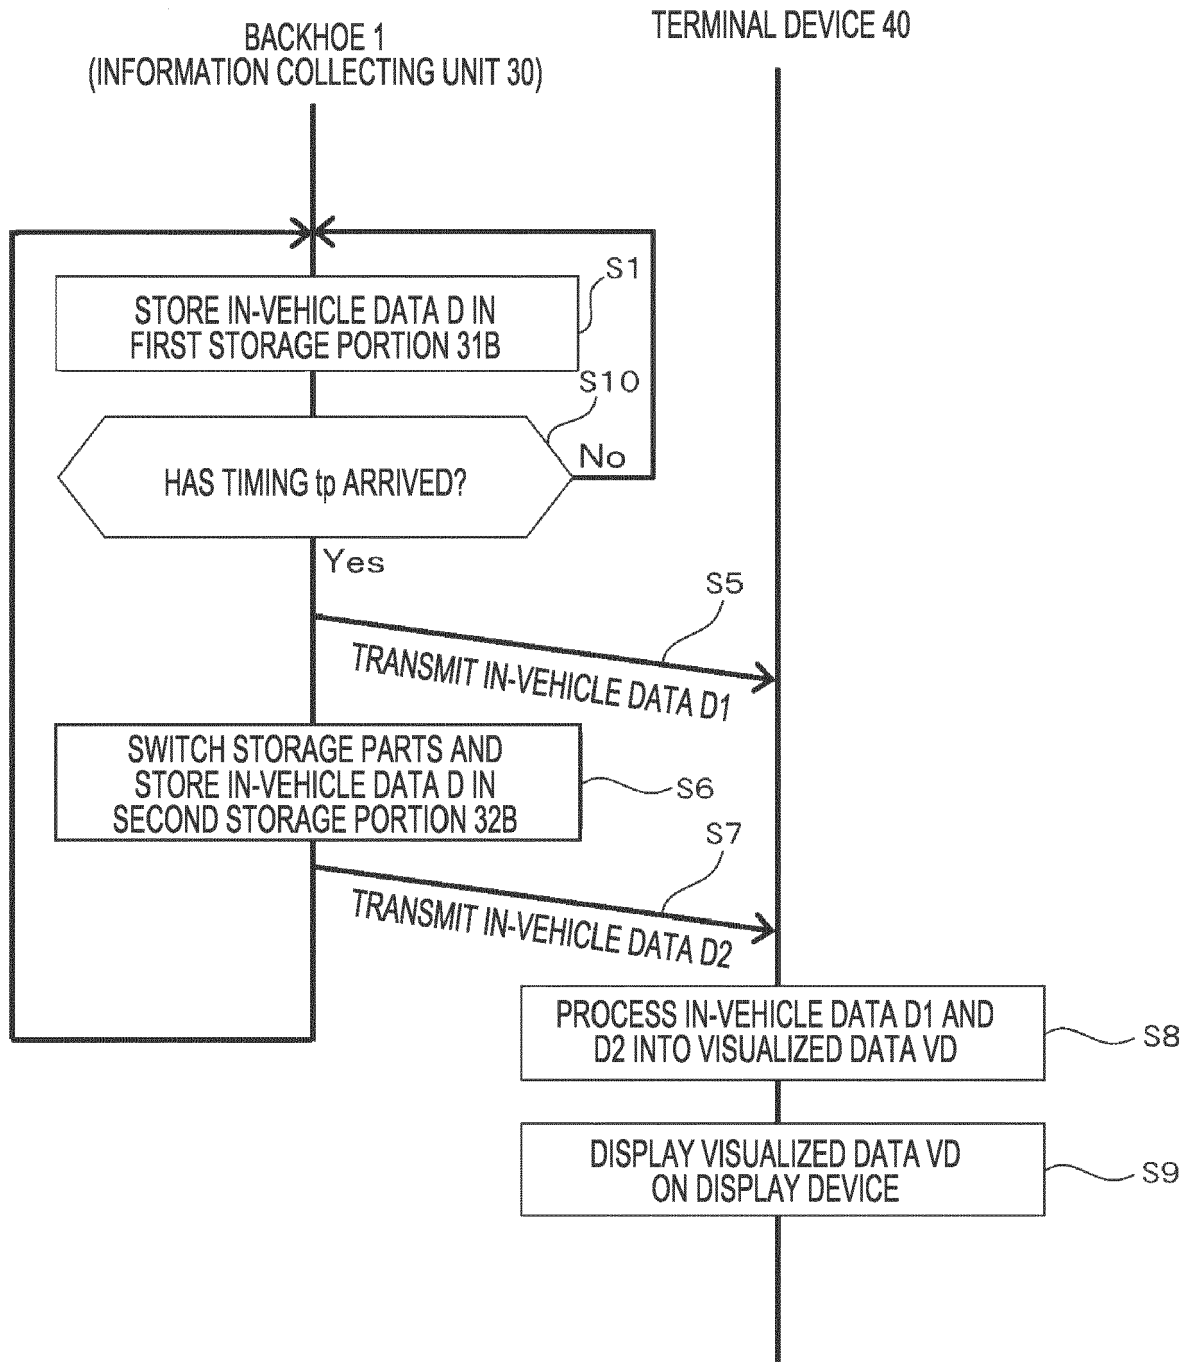 BACKHOE 1
(INFORMATION COLLECTING UNIT 30)
TERMINAL DEVICE 40
S1
STORE IN-VEHICLE DATA D IN
FIRST STORAGE PORTION 31B
S10
HAS TIMING tp ARRIVED?
No
Yes
S5
TRANSMIT IN-VEHICLE DATA D1
SWITCH STORAGE PARTS AND
STORE IN-VEHICLE DATA D IN
SECOND STORAGE PORTION 32B
S6
S7
TRANSMIT IN-VEHICLE DATA D2
PROCESS IN-VEHICLE DATA D1 AND
D2 INTO VISUALIZED DATA VD
S8
DISPLAY VISUALIZED DATA VD
ON DISPLAY DEVICE
S9